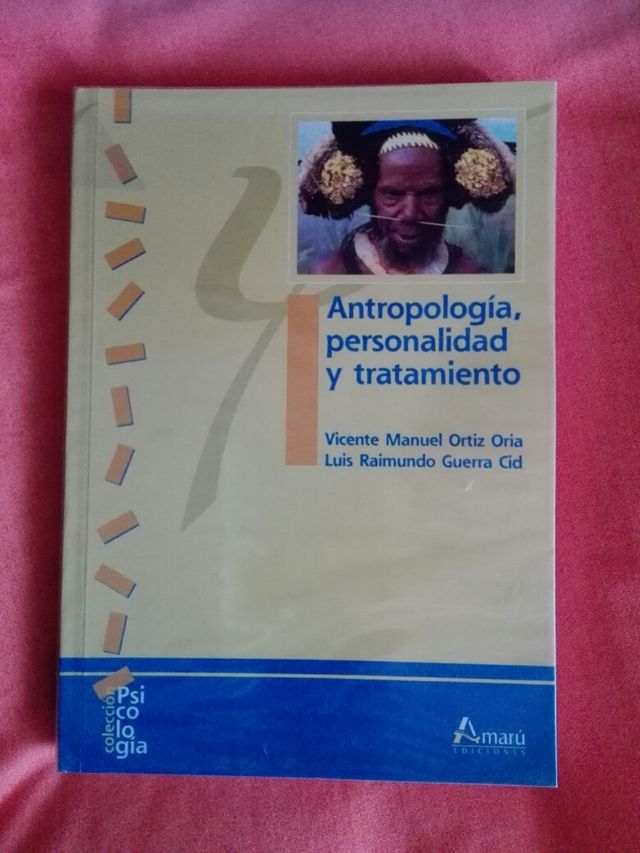 Antropología,
personalidad
y tratamiento
Vicente Manuel Ortiz Oria
Luis Raimundo Guerra Cid
colección
Psi
co
lo
gía
Amarú
EDICIONES